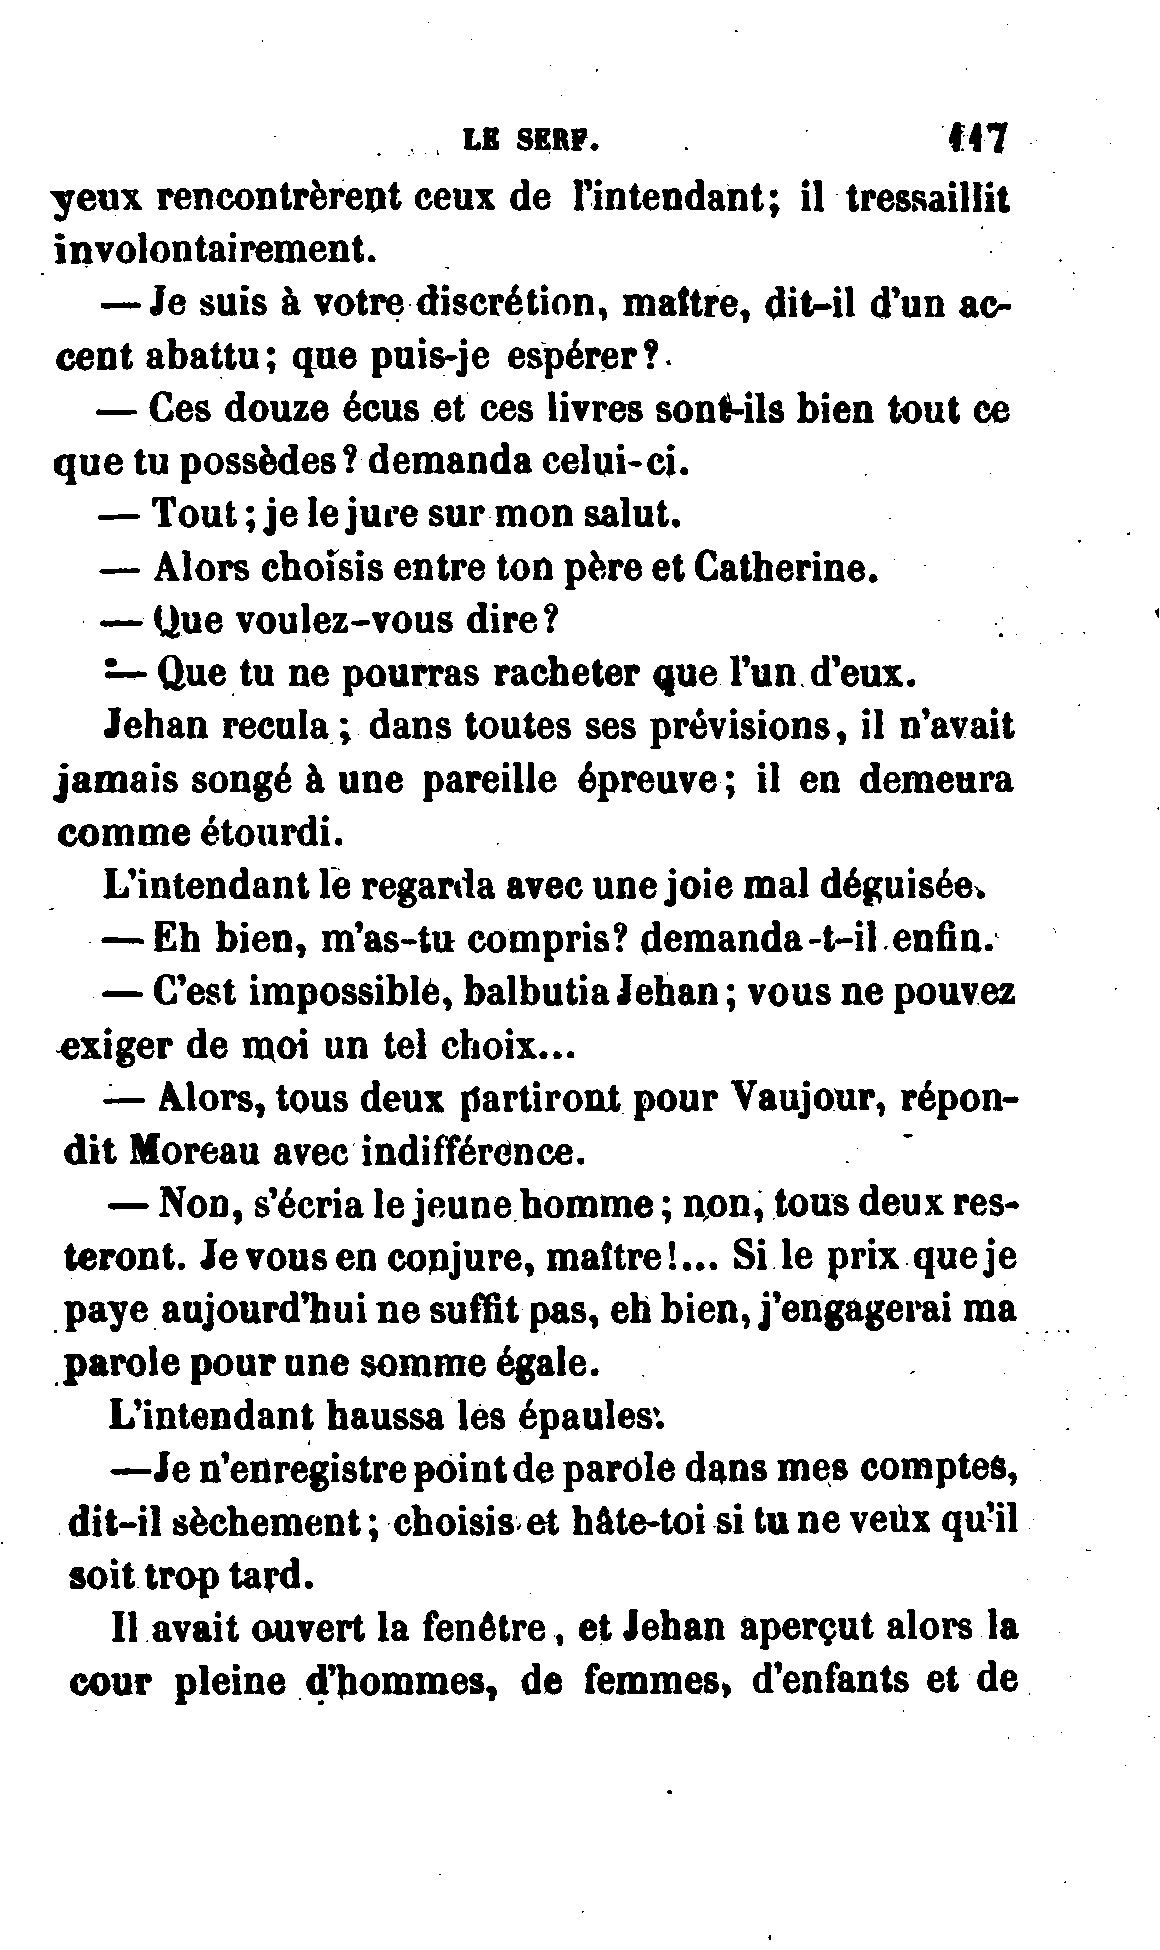 LE SERF. 117
yeux rencontrèrent ceux de l'intendant; il tressaillit
involontairement.
— Je suis à votre discrétion, maître, dit-il d'un ac-
cent abattu; que puis-je espérer?
— Ces douze écus et ces livres sont-ils bien tout ce
que tu possèdes? demanda celui-ci.
— Tout; je le jure sur mon salut.
— Alors choisis entre ton père et Catherine.
— Que voulez-vous dire?
— Que tu ne pourras racheter que l'un d'eux.
Jehan recula; dans toutes ses prévisions, il n'avait
jamais songé à une pareille épreuve; il en demeura
comme étourdi.
L'intendant le regarda avec une joie mal déguisée.
— Eh bien, m'as-tu compris? demanda-t-il enfin.
— C'est impossible, balbutia Jehan; vous ne pouvez
exiger de moi un tel choix...
— Alors, tous deux partiront pour Vaujour, répon-
dit Moreau avec indifférence.
— Non, s'écria le jeune homme; non, tous deux res-
teront. Je vous en conjure, maître!... Si le prix que je
paye aujourd'hui ne suffit pas, eh bien, j'engagerai ma
parole pour une somme égale.
L'intendant haussa les épaules.
— Je n'enregistre point de parole dans mes comptes,
dit-il sèchement; choisis et hâte-toi si tu ne veux qu'il
soit trop tard.
Il avait ouvert la fenêtre, et Jehan aperçut alors la
cour pleine d'hommes, de femmes, d'enfants et de